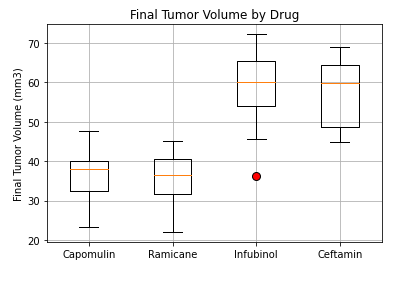 Final Tumor Volume by Drug
Final Tumor Volume (mm3)
70
60
50
40
30
20
Capomulin Ramicane Infubinol Ceftamin